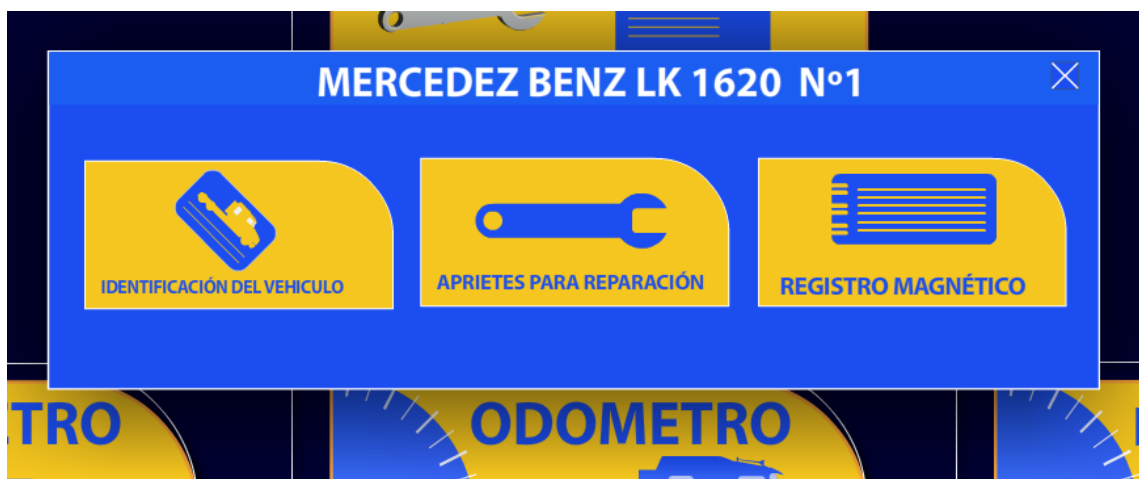 MERCEDEZ BENZ LK 1620 Nº1
IDENTIFICACIÓN DEL VEHICULO
APRIETES PARA REPARACIÓN
REGISTRO MAGNÉTICO
TRO
ODOMETRO